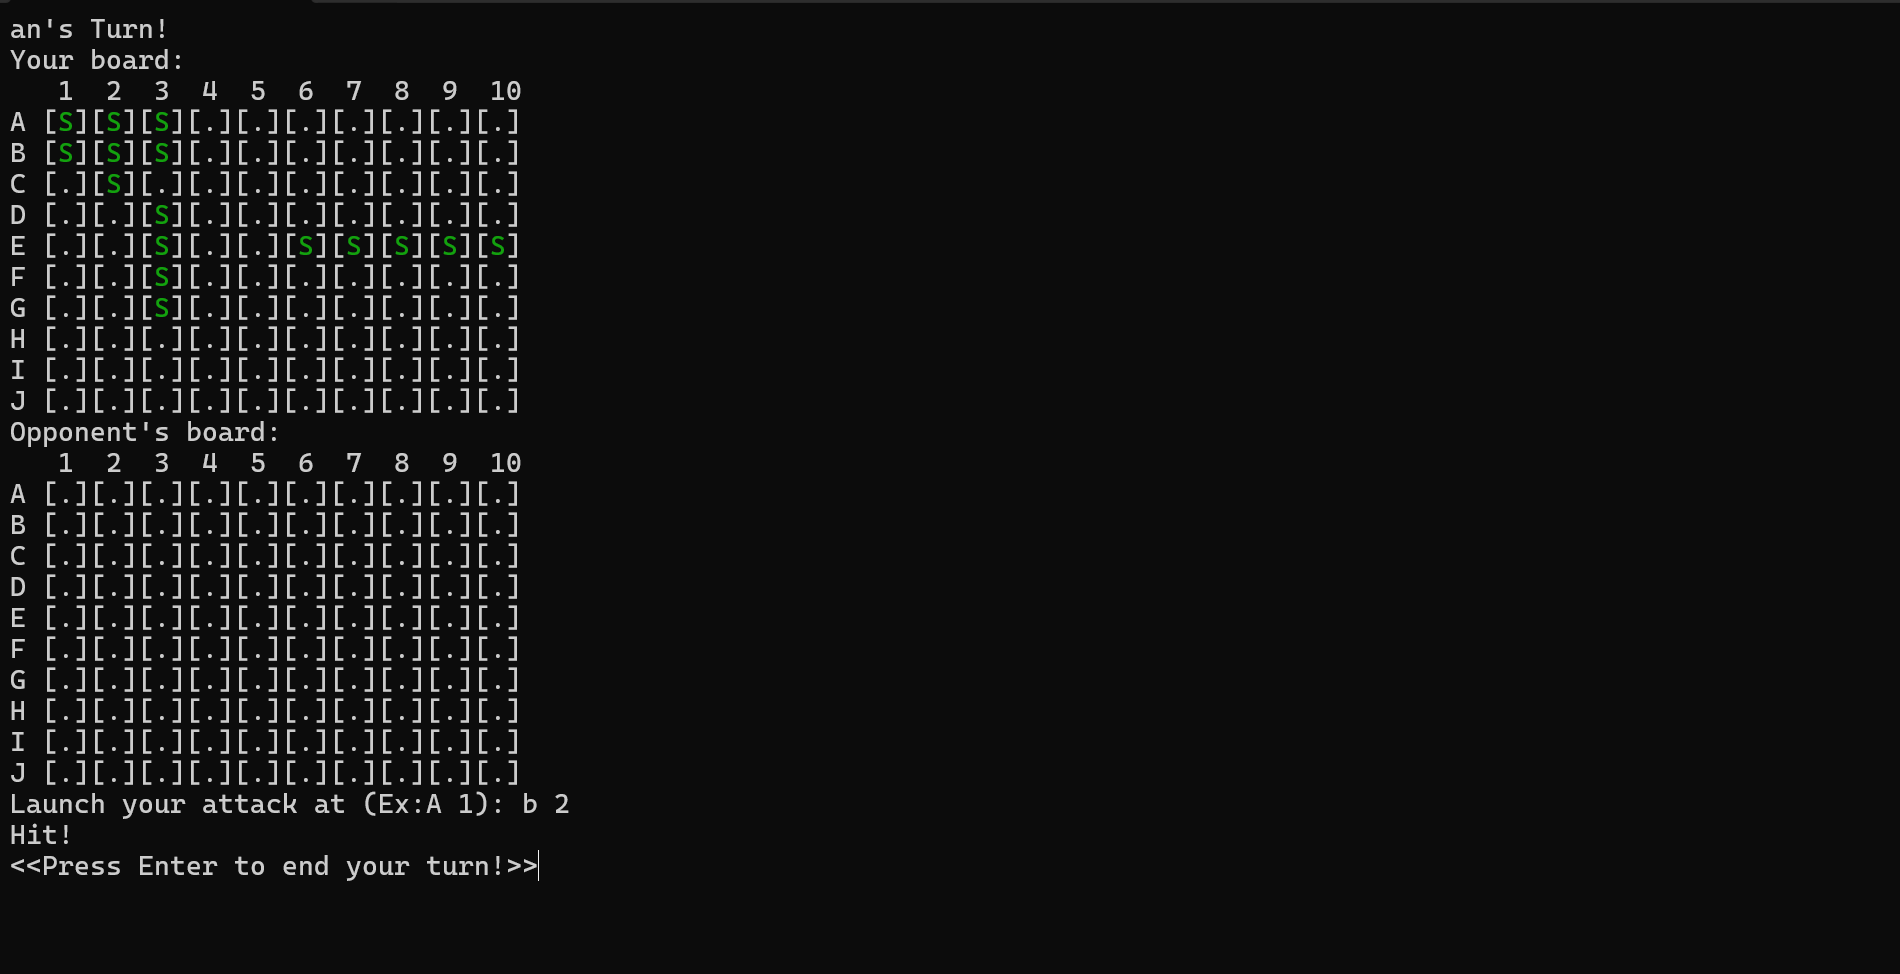 an's Turn!
Your board:
   1  2  3  4  5  6  7  8  9  10
A [S][S][S][.][.][.][.][.][.][.]
B [S][S][S][.][.][.][.][.][.][.]
C [.][S][.][.][.][.][.][.][.][.]
D [.][.][S][.][.][.][.][.][.][.]
E [.][.][S][.][.][S][S][S][S][S]
F [.][.][S][.][.][.][.][.][.][.]
G [.][.][S][.][.][.][.][.][.][.]
H [.][.][.][.][.][.][.][.][.][.]
I [.][.][.][.][.][.][.][.][.][.]
J [.][.][.][.][.][.][.][.][.][.]
Opponent's board:
   1  2  3  4  5  6  7  8  9  10
A [.][.][.][.][.][.][.][.][.][.]
B [.][.][.][.][.][.][.][.][.][.]
C [.][.][.][.][.][.][.][.][.][.]
D [.][.][.][.][.][.][.][.][.][.]
E [.][.][.][.][.][.][.][.][.][.]
F [.][.][.][.][.][.][.][.][.][.]
G [.][.][.][.][.][.][.][.][.][.]
H [.][.][.][.][.][.][.][.][.][.]
I [.][.][.][.][.][.][.][.][.][.]
J [.][.][.][.][.][.][.][.][.][.]
Launch your attack at (Ex:A 1): b 2
Hit!
<<Press Enter to end your turn!>>